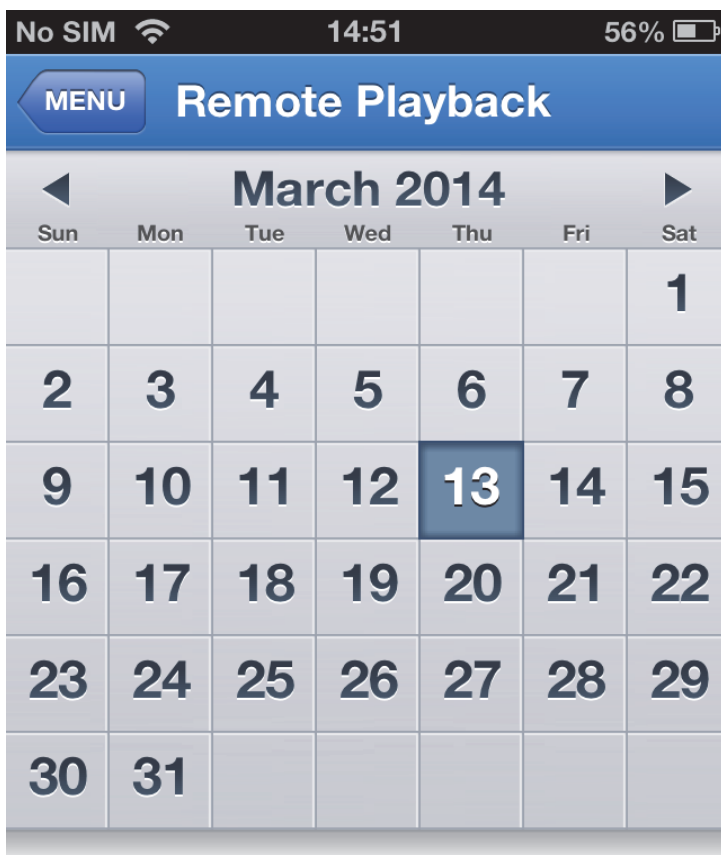 No SIM 14:51 56%
MENU Remote Playback
March 2014
Sun Mon Tue Wed Thu Fri Sat
1
2 3 4 5 6 7 8
9 10 11 12 13 14 15
16 17 18 19 20 21 22
23 24 25 26 27 28 29
30 31